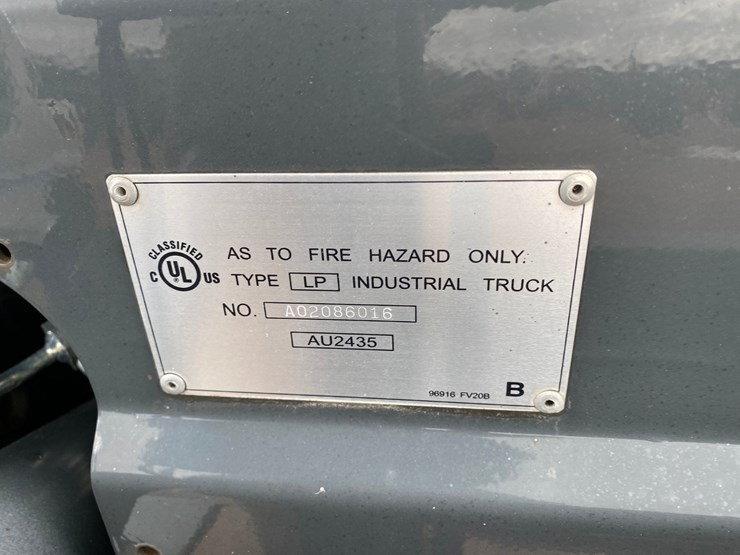 CLASSIFIED
C UL US
AS TO FIRE HAZARD ONLY.
TYPE LP INDUSTRIAL TRUCK
NO. A02086016
AU2435
96916 FV20B B